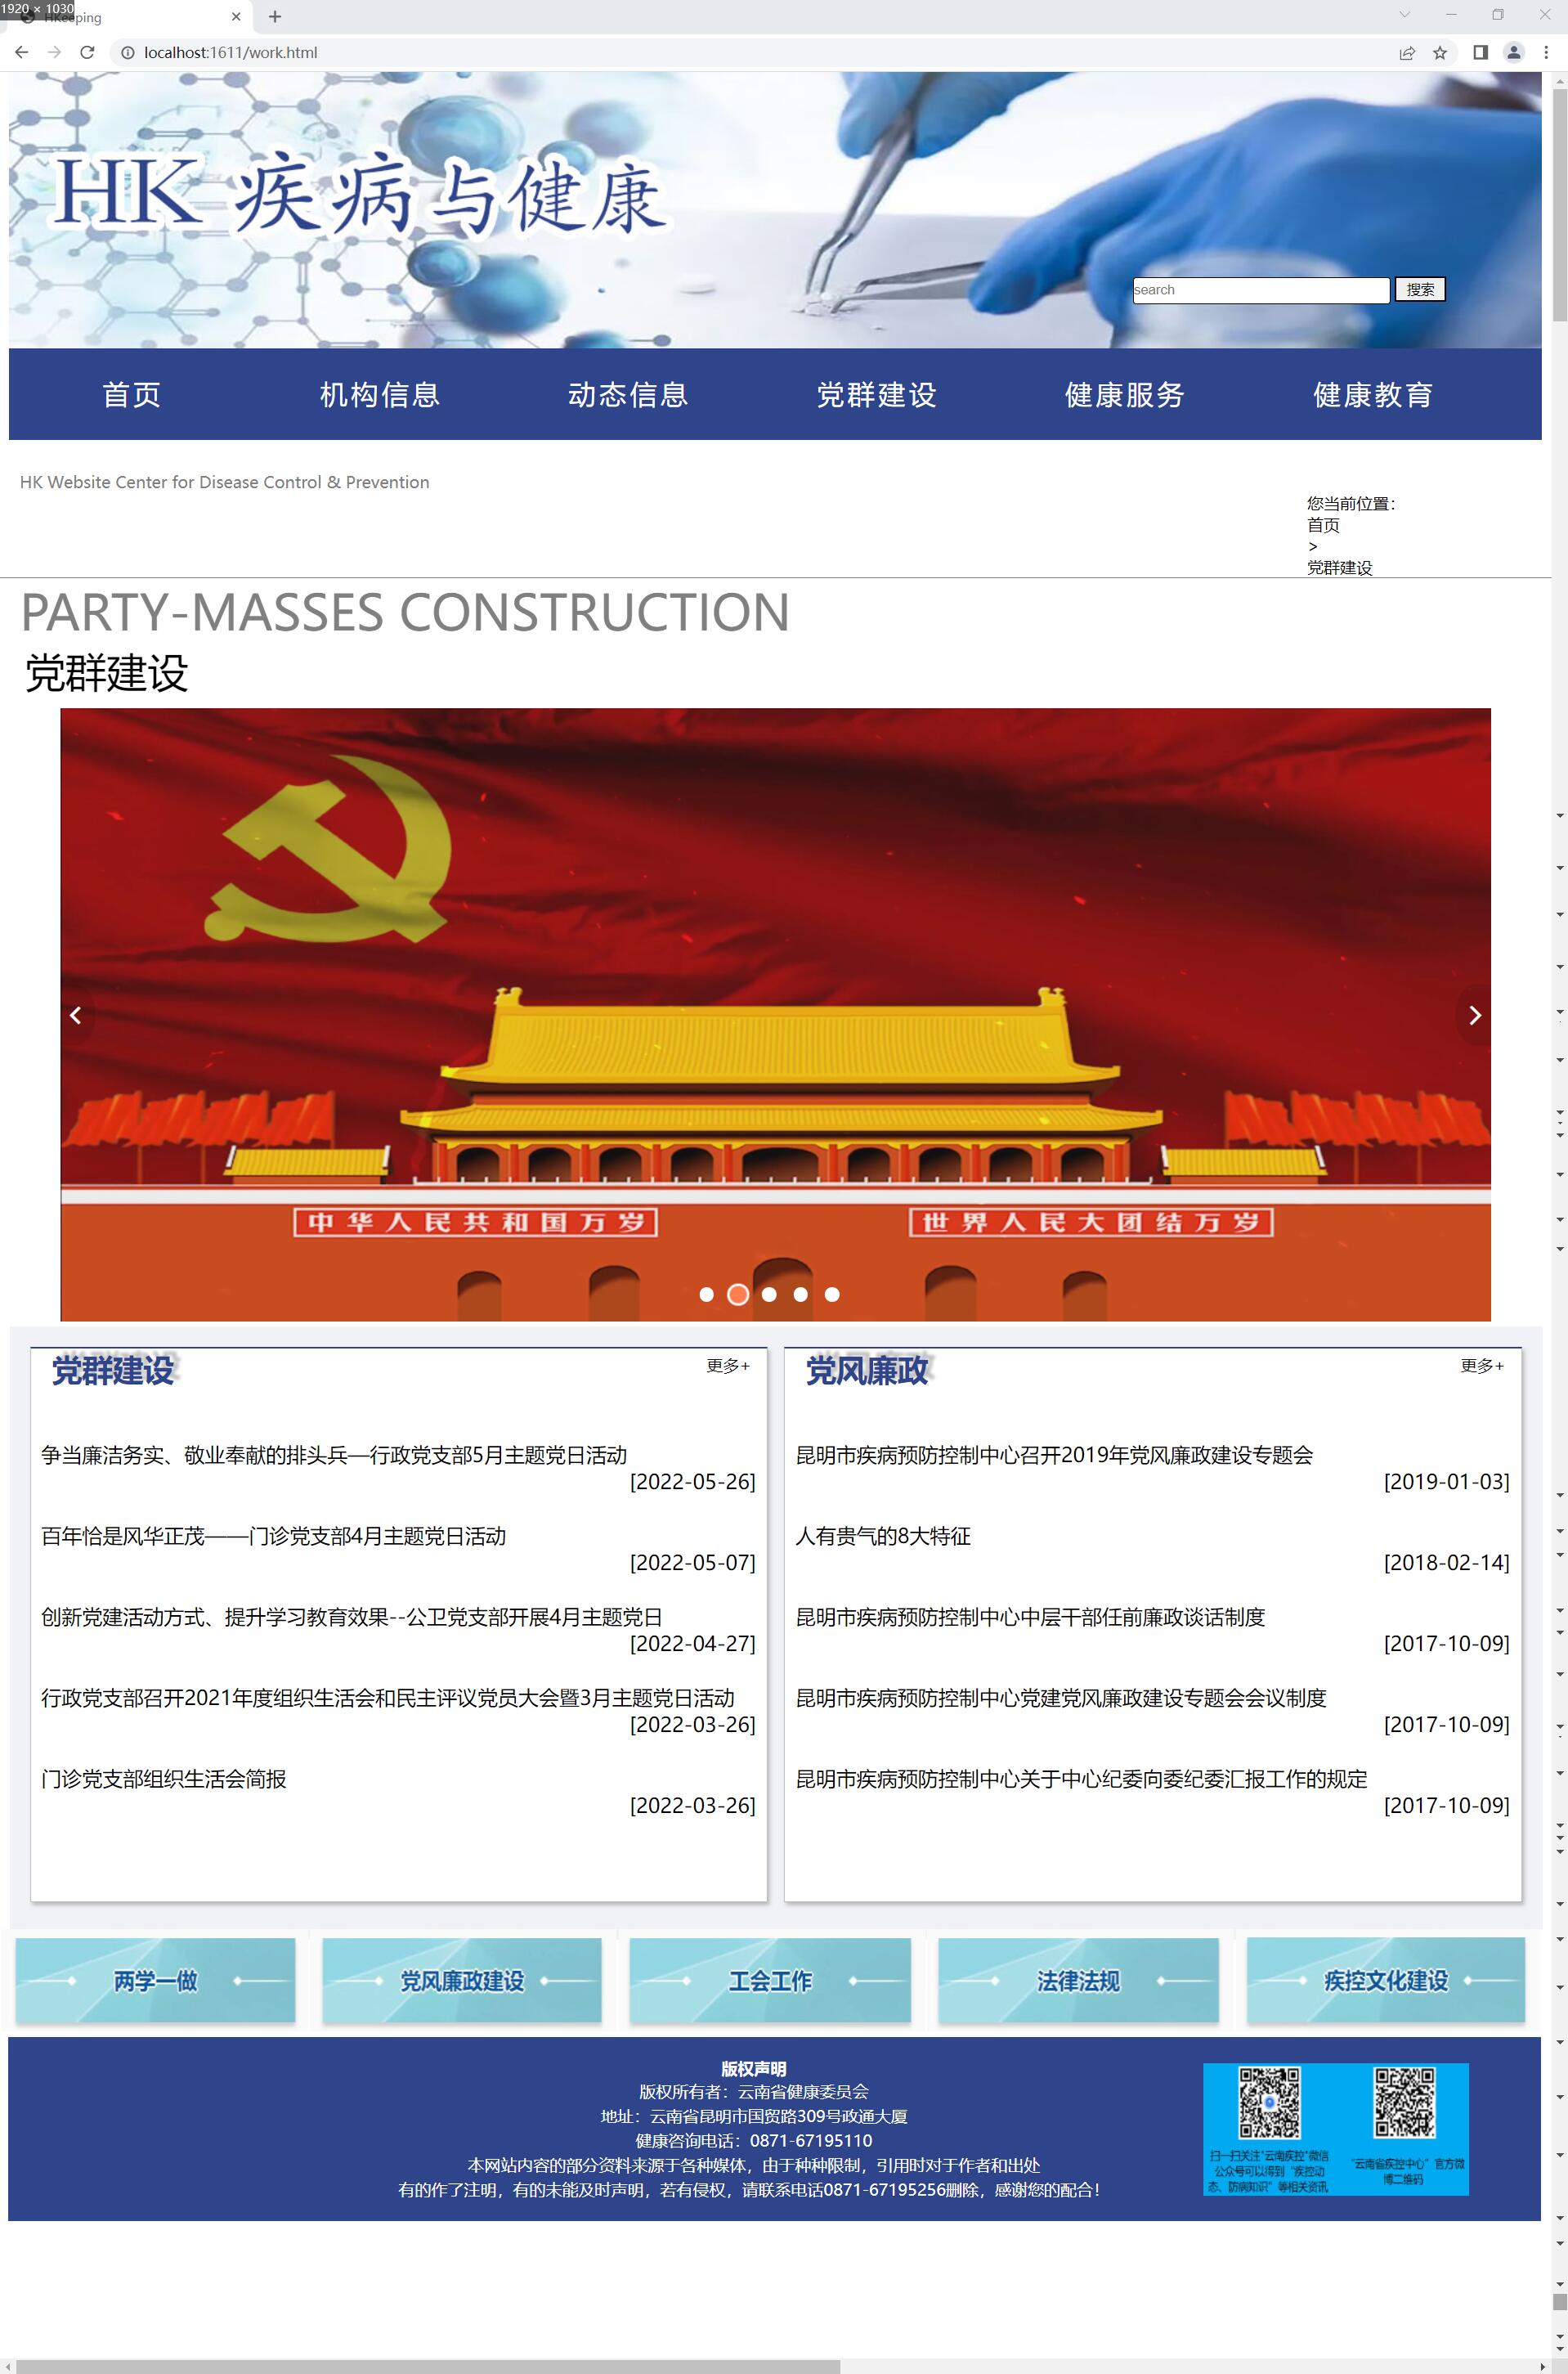 1920 × 1030
HKeeping
localhost:1611/work.html
HK 疾病与健康
search
搜索
首页 机构信息 动态信息 党群建设 健康服务 健康教育
HK Website Center for Disease Control & Prevention
您当前位置：
首页
>
党群建设
PARTY-MASSES CONSTRUCTION
党群建设
中华人民共和国万岁 世界人民大团结万岁
党群建设 更多+
争当廉洁务实、敬业奉献的排头兵—行政党支部5月主题党日活动
[2022-05-26]
百年恰是风华正茂——门诊党支部4月主题党日活动
[2022-05-07]
创新党建活动方式、提升学习教育效果--公卫党支部开展4月主题党日
[2022-04-27]
行政党支部召开2021年度组织生活会和民主评议党员大会暨3月主题党日活动
[2022-03-26]
门诊党支部组织生活会简报
[2022-03-26]
党风廉政 更多+
昆明市疾病预防控制中心召开2019年党风廉政建设专题会
[2019-01-03]
人有贵气的8大特征
[2018-02-14]
昆明市疾病预防控制中心中层干部任前廉政谈话制度
[2017-10-09]
昆明市疾病预防控制中心党建党风廉政建设专题会会议制度
[2017-10-09]
昆明市疾病预防控制中心关于中心纪委向委纪委汇报工作的规定
[2017-10-09]
两学一做 党风廉政建设 工会工作 法律法规 疾控文化建设
版权声明
版权所有者：云南省健康委员会
地址：云南省昆明市国贸路309号政通大厦
健康咨询电话：0871-67195110
本网站内容的部分资料来源于各种媒体，由于种种限制，引用时对于作者和出处
有的作了注明，有的未能及时声明，若有侵权，请联系电话0871-67195256删除，感谢您的配合！
扫一扫关注"云南疾控"微信
公众号可以得到“疾控动
态、防病知识”等相关资讯
“云南省疾控中心”官方微
博二维码